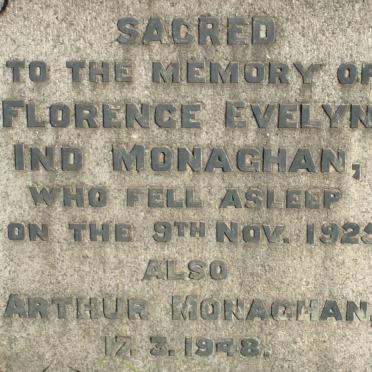 SACRED
TO THE MEMORY OF
FLORENCE EVELYN
IND MONAGHAN,
WHO FELL ASLEEP
ON THE 9TH NOV. 1923
ALSO
ARTHUR MONAGHAN,
17. 3. 1948.